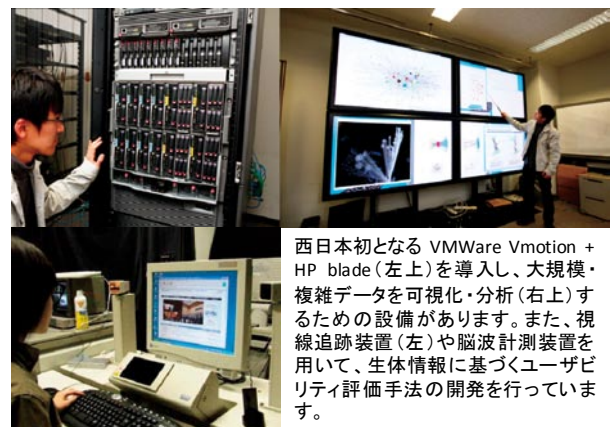 西日本初となる VMWare Vmotion +
HP blade（左上）を導入し、大規模・
複雑データを可視化・分析（右上）す
るための設備があります。また、視
線追跡装置（左）や脳波計測装置を
用いて、生体情報に基づくユーザビ
リティ評価手法の開発を行っていま
す。